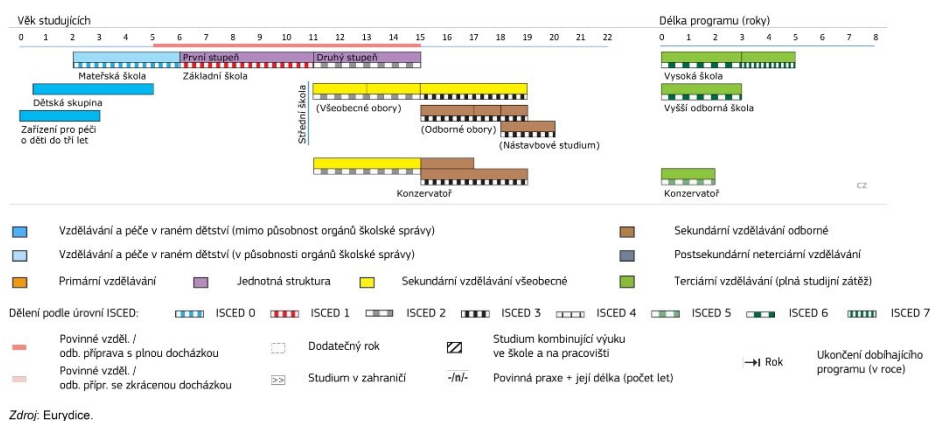 Věk studujících
Délka programu (roky)
0 1 2 3 4 5 6 7 8 9 10 11 12 13 14 15 16 17 18 19 20 21 22
0 1 2 3 4 5 6 7 8
První stupeň
Druhý stupeň
Mateřská škola
Základní škola
Vysoká škola
Dětská skupina
Střední škola
(Všeobecné obory)
(Odborné obory)
Vyšší odborná škola
Zařízení pro péči
o děti do tří let
(Nástavbové studium)
Konzervatoř
Konzervatoř
CZ
Vzdělávání a péče v raném dětství (mimo působnost orgánů školské správy)
Sekundární vzdělávání odborné
Vzdělávání a péče v raném dětství (v působnosti orgánů školské správy)
Postsekundární neterciární vzdělávání
Primární vzdělávání
Jednotná struktura
Sekundární vzdělávání všeobecné
Terciární vzdělávání (plná studijní zátěž)
Dělení podle úrovní ISCED: ISCED 0 ISCED 1 ISCED 2 ISCED 3 ISCED 4 ISCED 5 ISCED 6 ISCED 7
Povinné vzděl. /
odb. příprava s plnou docházkou
Dodatečný rok
Studium kombinující výuku
ve škole a na pracovišti
Rok
Ukončení dobíhajícího
programu (v roce)
Povinné vzděl. /
odb. přípr. se zkrácenou docházkou
>> Studium v zahraničí
-/n/- Povinná praxe + její délka (počet let)
Zdroj: Eurydice.